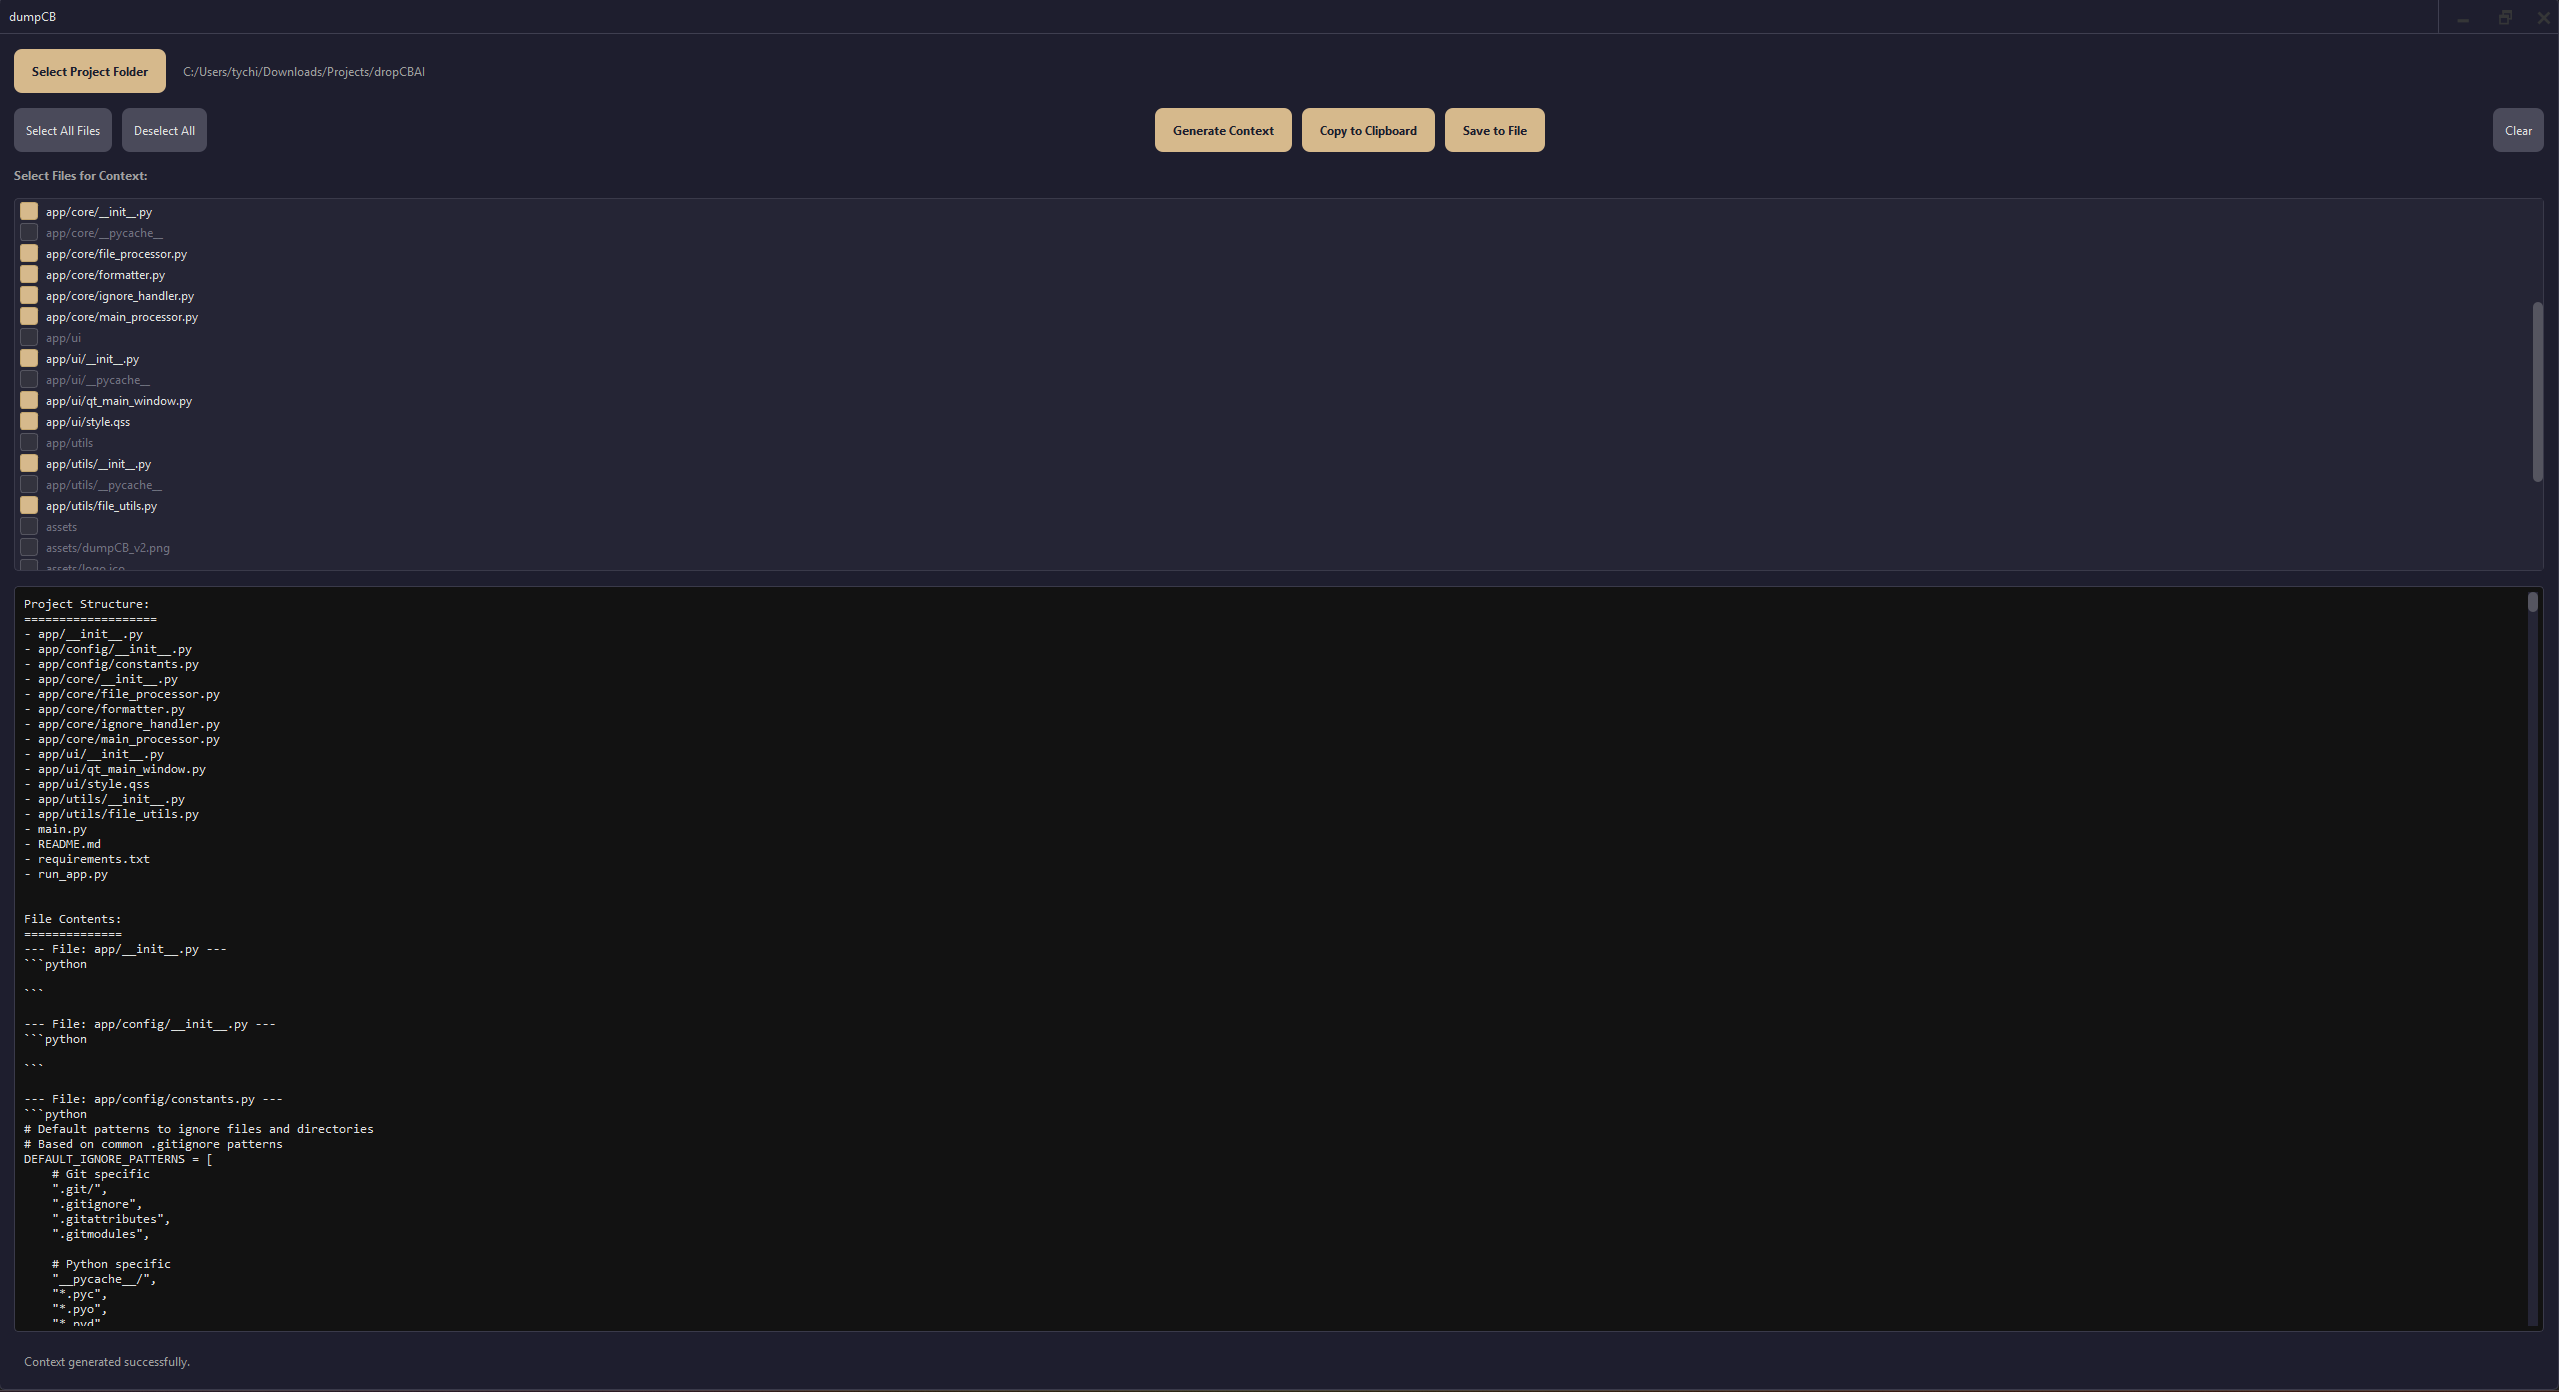 dumpCB
Select Project Folder C:/Users/tychi/Downloads/Projects/dropCBAI
Select All Files Deselect All Generate Context Copy to Clipboard Save to File Clear
Select Files for Context:
app/core/__init__.py
app/core/__pycache__
app/core/file_processor.py
app/core/formatter.py
app/core/ignore_handler.py
app/core/main_processor.py
app/ui
app/ui/__init__.py
app/ui/__pycache__
app/ui/qt_main_window.py
app/ui/style.qss
app/utils
app/utils/__init__.py
app/utils/__pycache__
app/utils/file_utils.py
assets
assets/dumpCB_v2.png
assets/logo.ico
Project Structure:
===================
- app/__init__.py
- app/config/__init__.py
- app/config/constants.py
- app/core/__init__.py
- app/core/file_processor.py
- app/core/formatter.py
- app/core/ignore_handler.py
- app/core/main_processor.py
- app/ui/__init__.py
- app/ui/qt_main_window.py
- app/ui/style.qss
- app/utils/__init__.py
- app/utils/file_utils.py
- main.py
- README.md
- requirements.txt
- run_app.py
File Contents:
==============
--- File: app/__init__.py ---
```python
```
--- File: app/config/__init__.py ---
```python
```
--- File: app/config/constants.py ---
```python
# Default patterns to ignore files and directories
# Based on common .gitignore patterns
DEFAULT_IGNORE_PATTERNS = [
# Git specific
".git/",
".gitignore",
".gitattributes",
".gitmodules",
# Python specific
"__pycache__/",
"*.pyc",
"*.pyo",
"*.pyd"
Context generated successfully.